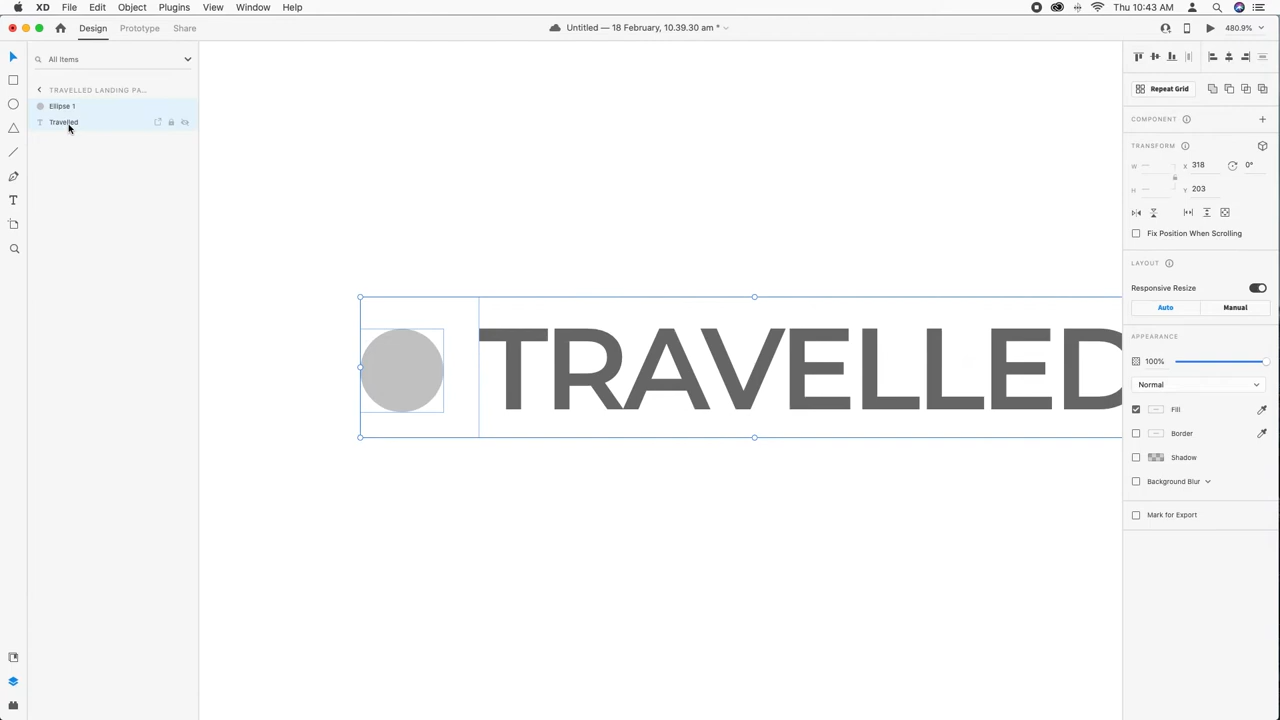 XD File Edit Object Plugins View Window Help Thu 10:43 AM
Design Prototype Share Untitled — 18 February, 10.39.30 am * 480.9%
All Items
TRAVELLED LANDING PA...
Ellipse 1
T Travelled
TRAVELLED
Repeat Grid
COMPONENT
TRANSFORM
W X 318 0°
H Y 203
Fix Position When Scrolling
LAYOUT
Responsive Resize
Auto Manual
APPEARANCE
100%
Normal
Fill
Border
Shadow
Background Blur
Mark for Export